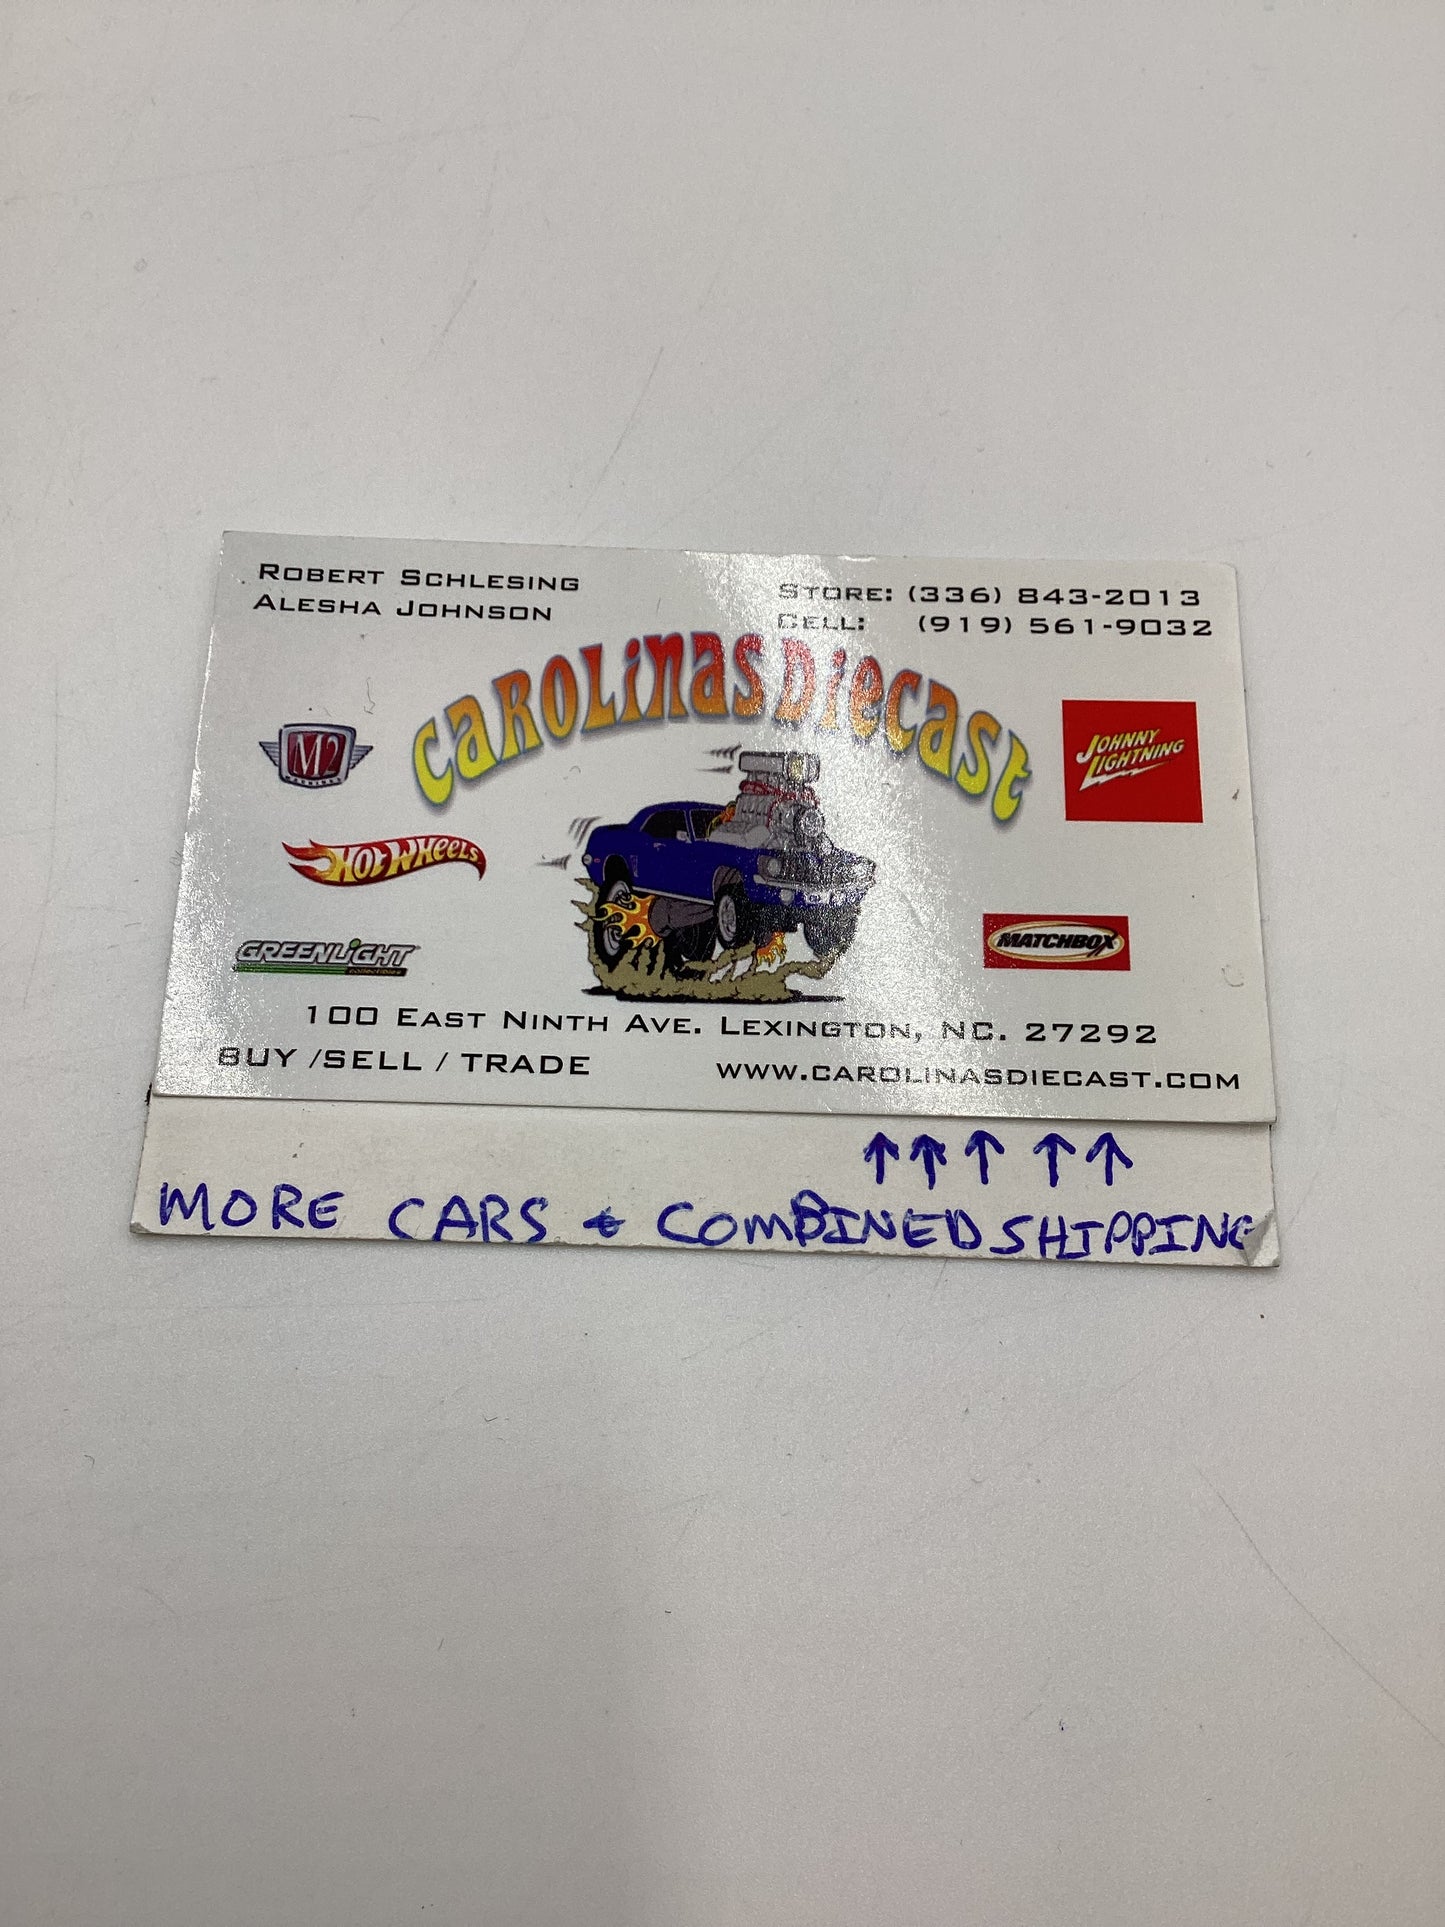 ROBERT SCHLESING
ALESHA JOHNSON
STORE: (336) 843-2013
CELL: (919) 561-9032
CAROLiNAS DiECAST
M2
MACHINES
JOHNNY
LIGHTNING
HOT WHEELS
GREENLiGHT
COLLECTIBLES
MATCHBOX
100 EAST NINTH AVE. LEXINGTON, NC. 27292
BUY /SELL / TRADE
WWW.CAROLINASDIECAST.COM
↑ ↑ ↑ ↑ ↑
MORE CARS & COMBINED SHIPPING